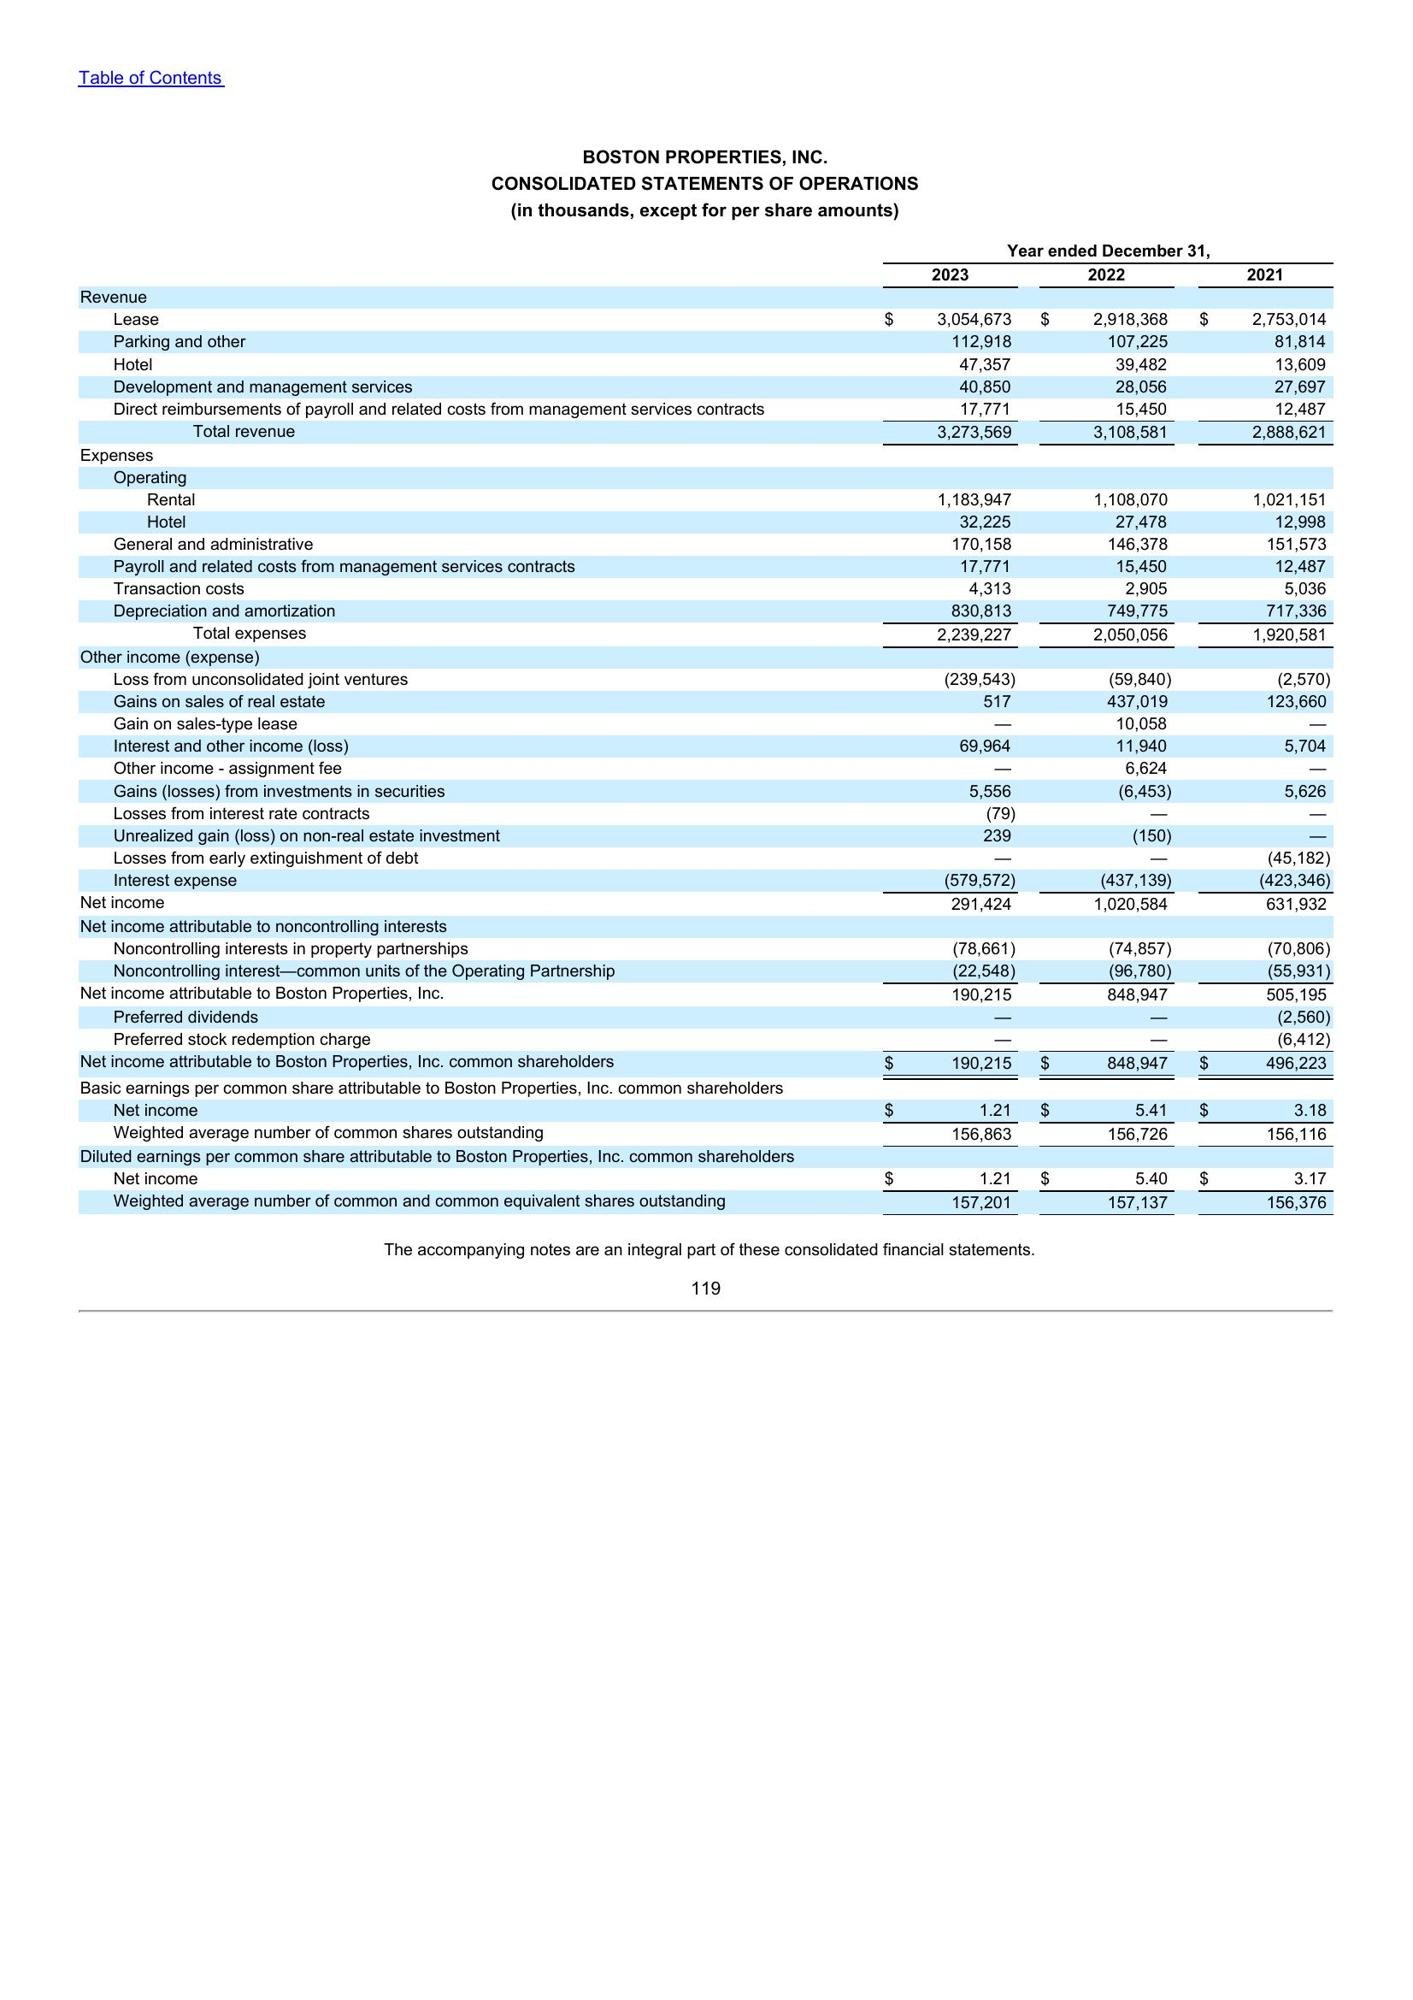 Table of Contents
BOSTON PROPERTIES, INC.
CONSOLIDATED STATEMENTS OF OPERATIONS
(in thousands, except for per share amounts)
Year ended December 31,
2023 2022 2021
Revenue
Lease $ 3,054,673 $ 2,918,368 $ 2,753,014
Parking and other 112,918 107,225 81,814
Hotel 47,357 39,482 13,609
Development and management services 40,850 28,056 27,697
Direct reimbursements of payroll and related costs from management services contracts 17,771 15,450 12,487
Total revenue 3,273,569 3,108,581 2,888,621
Expenses
Operating
Rental 1,183,947 1,108,070 1,021,151
Hotel 32,225 27,478 12,998
General and administrative 170,158 146,378 151,573
Payroll and related costs from management services contracts 17,771 15,450 12,487
Transaction costs 4,313 2,905 5,036
Depreciation and amortization 830,813 749,775 717,336
Total expenses 2,239,227 2,050,056 1,920,581
Other income (expense)
Loss from unconsolidated joint ventures (239,543) (59,840) (2,570)
Gains on sales of real estate 517 437,019 123,660
Gain on sales-type lease — 10,058 —
Interest and other income (loss) 69,964 11,940 5,704
Other income - assignment fee — 6,624 —
Gains (losses) from investments in securities 5,556 (6,453) 5,626
Losses from interest rate contracts (79) — —
Unrealized gain (loss) on non-real estate investment 239 (150) —
Losses from early extinguishment of debt — — (45,182)
Interest expense (579,572) (437,139) (423,346)
Net income 291,424 1,020,584 631,932
Net income attributable to noncontrolling interests
Noncontrolling interests in property partnerships (78,661) (74,857) (70,806)
Noncontrolling interest—common units of the Operating Partnership (22,548) (96,780) (55,931)
Net income attributable to Boston Properties, Inc. 190,215 848,947 505,195
Preferred dividends — — (2,560)
Preferred stock redemption charge — — (6,412)
Net income attributable to Boston Properties, Inc. common shareholders $ 190,215 $ 848,947 $ 496,223
Basic earnings per common share attributable to Boston Properties, Inc. common shareholders
Net income $ 1.21 $ 5.41 $ 3.18
Weighted average number of common shares outstanding 156,863 156,726 156,116
Diluted earnings per common share attributable to Boston Properties, Inc. common shareholders
Net income $ 1.21 $ 5.40 $ 3.17
Weighted average number of common and common equivalent shares outstanding 157,201 157,137 156,376
The accompanying notes are an integral part of these consolidated financial statements.
119